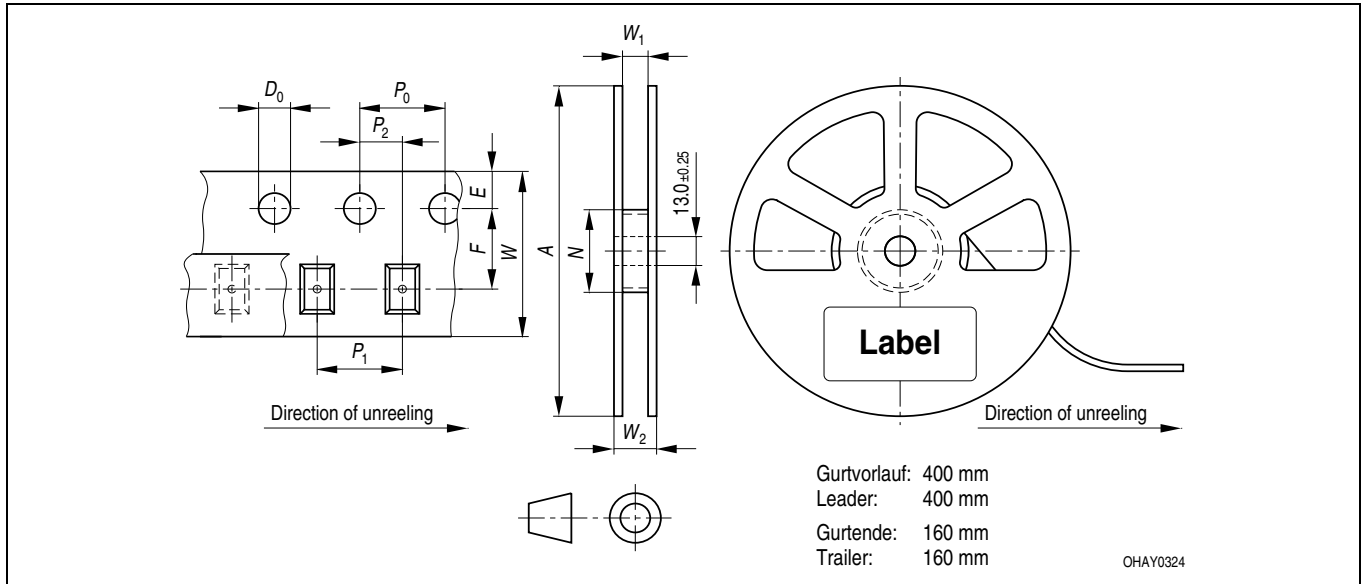 W1
D0
P0
P2
E
F
W
A
N
13.0±0.25
P1
Label
Direction of unreeling
W2
Direction of unreeling
Gurtvorlauf: 400 mm
Leader: 400 mm
Gurtende: 160 mm
Trailer: 160 mm
OHAY0324